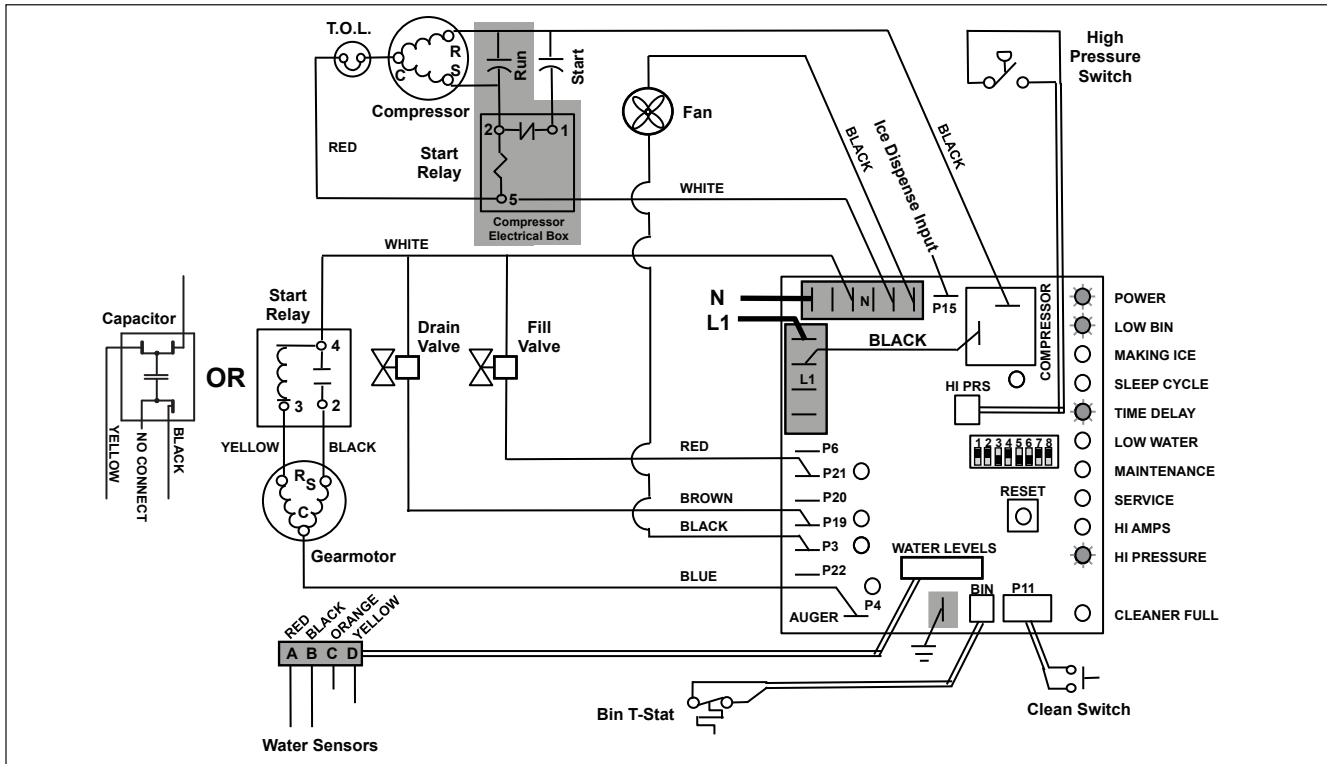 T.O.L.
R
S
C
Compressor
Run
Start
High
Pressure
Switch
Fan
2
1
Start
Relay
5
RED
Compressor
Electrical Box
WHITE
BLACK
Ice Dispense Input
BLACK
WHITE
Capacitor
YELLOW
NO CONNECT
BLACK
OR
Start
Relay
4
3
2
YELLOW
BLACK
R
S
C
Gearmotor
Drain
Valve
Fill
Valve
N
L1
N
P15
COMPRESSOR
BLACK
L1
HI PRS
POWER
LOW BIN
MAKING ICE
SLEEP CYCLE
TIME DELAY
LOW WATER
MAINTENANCE
SERVICE
HI AMPS
HI PRESSURE
CLEANER FULL
1 2 3 4 5 6 7 8
RESET
RED
BROWN
BLACK
BLUE
P6
P21
P20
P19
P3
P22
P4
AUGER
WATER LEVELS
BIN
P11
RED
BLACK
ORANGE
YELLOW
A B C D
Water Sensors
Bin T-Stat
Clean Switch